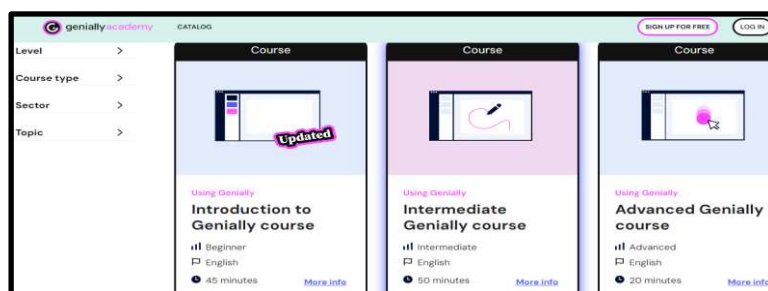 genially academy CATALOG SIGN UP FOR FREE LOG IN
Level
Course type
Sector
Topic
Course
Updated
Using Genially
Introduction to
Genially course
Beginner
English
45 minutes More info
Course
Using Genially
Intermediate
Genially course
Intermediate
English
50 minutes More info
Course
Using Genially
Advanced Genially
course
Advanced
English
20 minutes More info